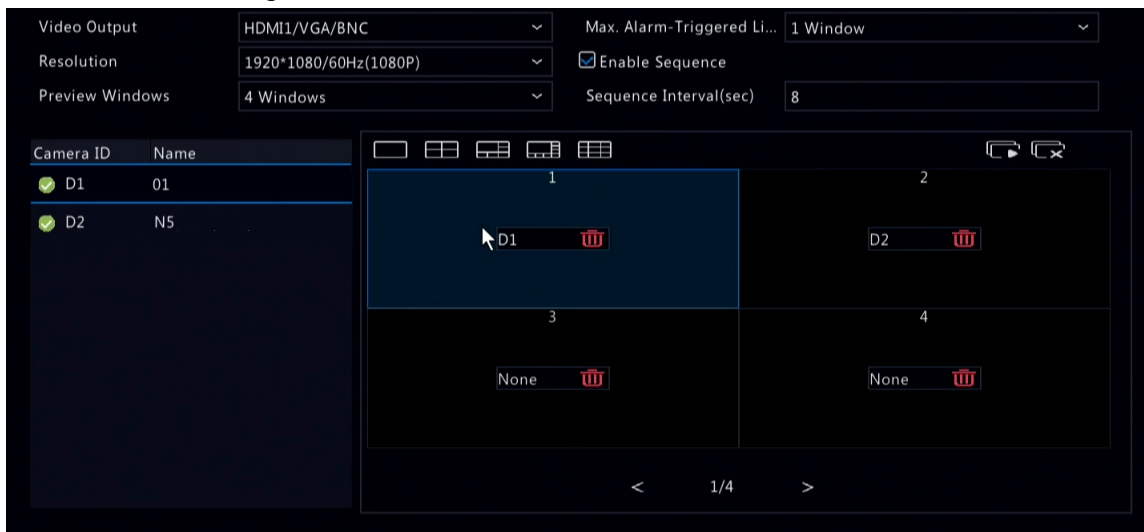 Video Output HDMI1/VGA/BNC Max. Alarm-Triggered Li... 1 Window
Resolution 1920*1080/60Hz(1080P) Enable Sequence
Preview Windows 4 Windows Sequence Interval(sec) 8
Camera ID Name
D1 01
D2 N5
1 2
D1 D2
3 4
None None
< 1/4 >